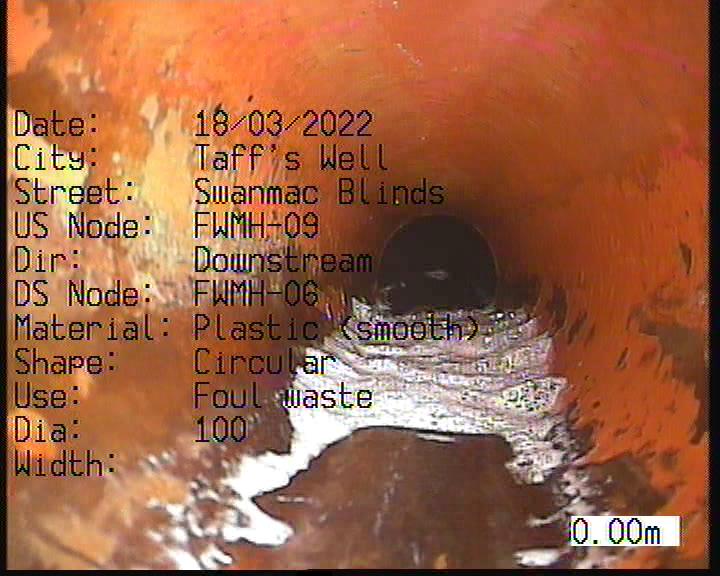 Date: 18/03/2022
City: Taff's Well
Street: Swanmac Blinds
US Node: FWMH-09
Dir: Downstream
DS Node: FWMH-06
Material: Plastic (smooth)
Shape: Circular
Use: Foul waste
Dia: 100
Width:
0.00m